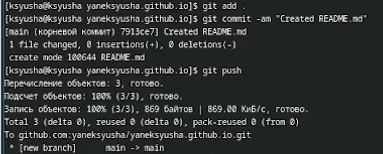 [ksyusha@ksyusha yaneksyusha.github.io]$ git add .
[ksyusha@ksyusha yaneksyusha.github.io]$ git commit -am "Created README.md"
[main (корневой коммит) 7913ce7] Created README.md
1 file changed, 0 insertions(+), 0 deletions(-)
create mode 100644 README.md
[ksyusha@ksyusha yaneksyusha.github.io]$ git push
Перечисление объектов: 3, готово.
Подсчет объектов: 100% (3/3), готово.
Запись объектов: 100% (3/3), 869 байтов | 869.00 КиБ/с, готово.
Total 3 (delta 0), reused 0 (delta 0), pack-reused 0 (from 0)
To github.com:yaneksyusha/yaneksyusha.github.io.git
* [new branch] main -> main